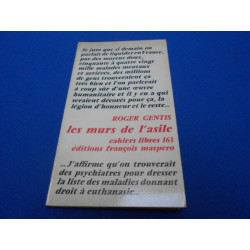 Je jure que si demain on
parlait de liquider en France,
par des moyens doux,
cinquante à quatre vingt
mille malades mentaux
et arriérés, des millions
de gens trouveraient ça
très bien et l'on parlerait
à coup sûr d'une œuvre
humanitaire et il y en a qui
seraient décorés pour ça, la
légion d'honneur et le reste...
ROGER GENTIS
les murs de l'asile
cahiers libres 163
éditions françois maspero
...J'affirme qu'on trouverait
des psychiatres pour dresser
la liste des maladies donnant
droit à euthanasie...